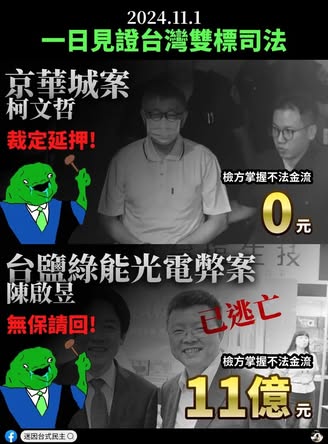 2024.11.1
一日見證台灣雙標司法
京華城案
柯文哲
裁定延押!
檢方掌握不法金流
0元
台鹽綠能光電弊案
陳啟昱
無保請回!
已逃亡
檢方掌握不法金流
11億元
迷因台式民主